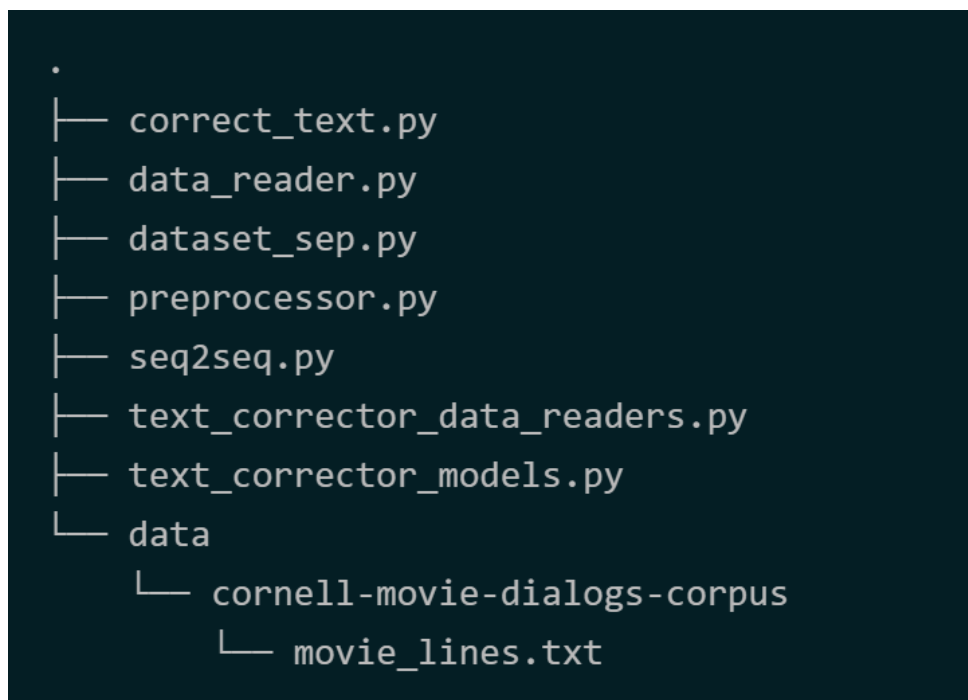 .
├── correct_text.py
├── data_reader.py
├── dataset_sep.py
├── preprocessor.py
├── seq2seq.py
├── text_corrector_data_readers.py
├── text_corrector_models.py
└── data
    └── cornell-movie-dialogs-corpus
        └── movie_lines.txt